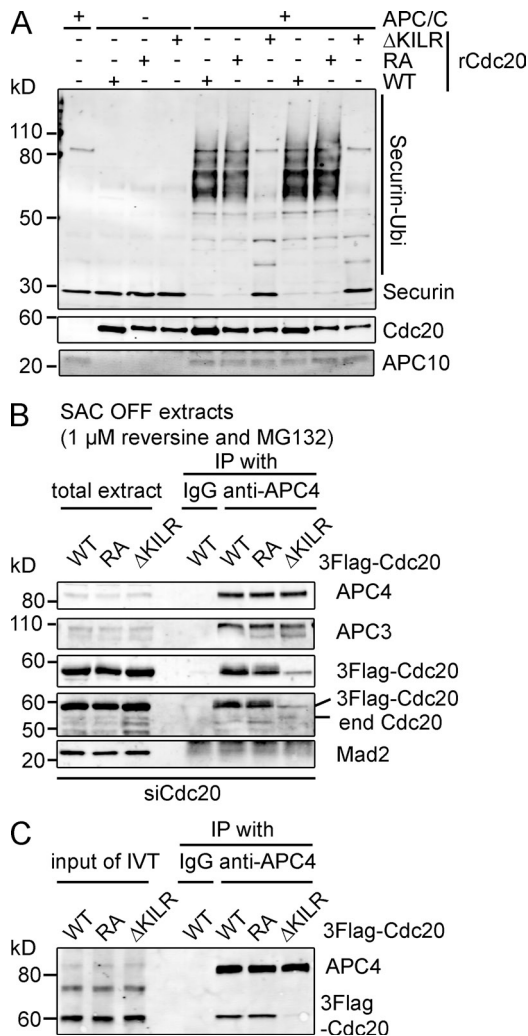 A
+ - + APC/C
- - - - + - - + - - + ΔKILR
- - - + - - + - - + - RA
- + - - + - - + - - WT
rCdc20
kD
110
80
50
30
Securin-Ubi
Securin
60
Cdc20
20
APC10
B
SAC OFF extracts
(1 µM reversine and MG132)
IP with
total extract IgG anti-APC4
WT RA ΔKILR WT WT RA ΔKILR 3Flag-Cdc20
kD
80 APC4
110 APC3
60 3Flag-Cdc20
60 3Flag-Cdc20
50 end Cdc20
20 Mad2
siCdc20
C
IP with
input of IVT IgG anti-APC4
WT RA ΔKILR WT WT RA ΔKILR 3Flag-Cdc20
kD
80 APC4
60 3Flag
-Cdc20